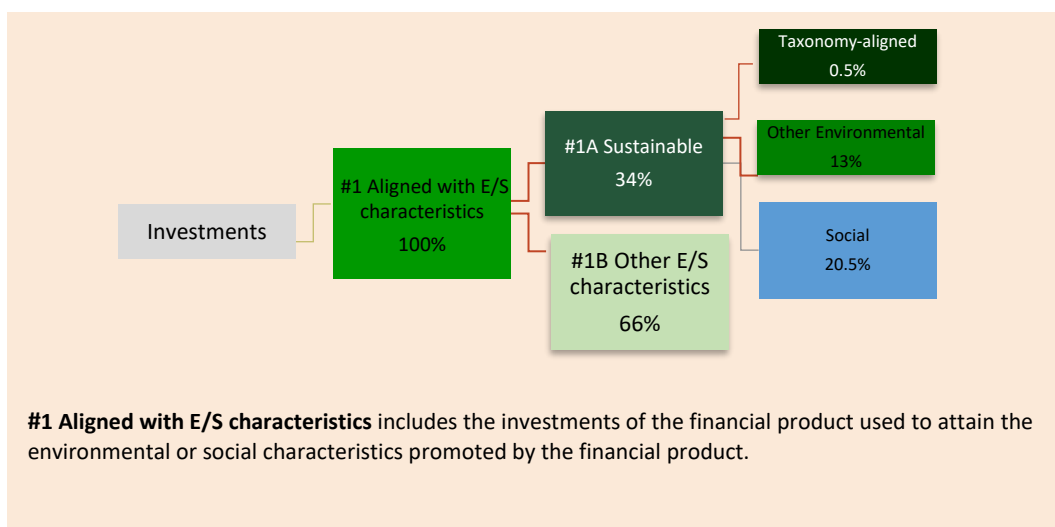 Investments
#1 Aligned with E/S
characteristics
100%
#1A Sustainable
34%
#1B Other E/S
characteristics
66%
Taxonomy-aligned
0.5%
Other Environmental
13%
Social
20.5%
#1 Aligned with E/S characteristics includes the investments of the financial product used to attain the
environmental or social characteristics promoted by the financial product.